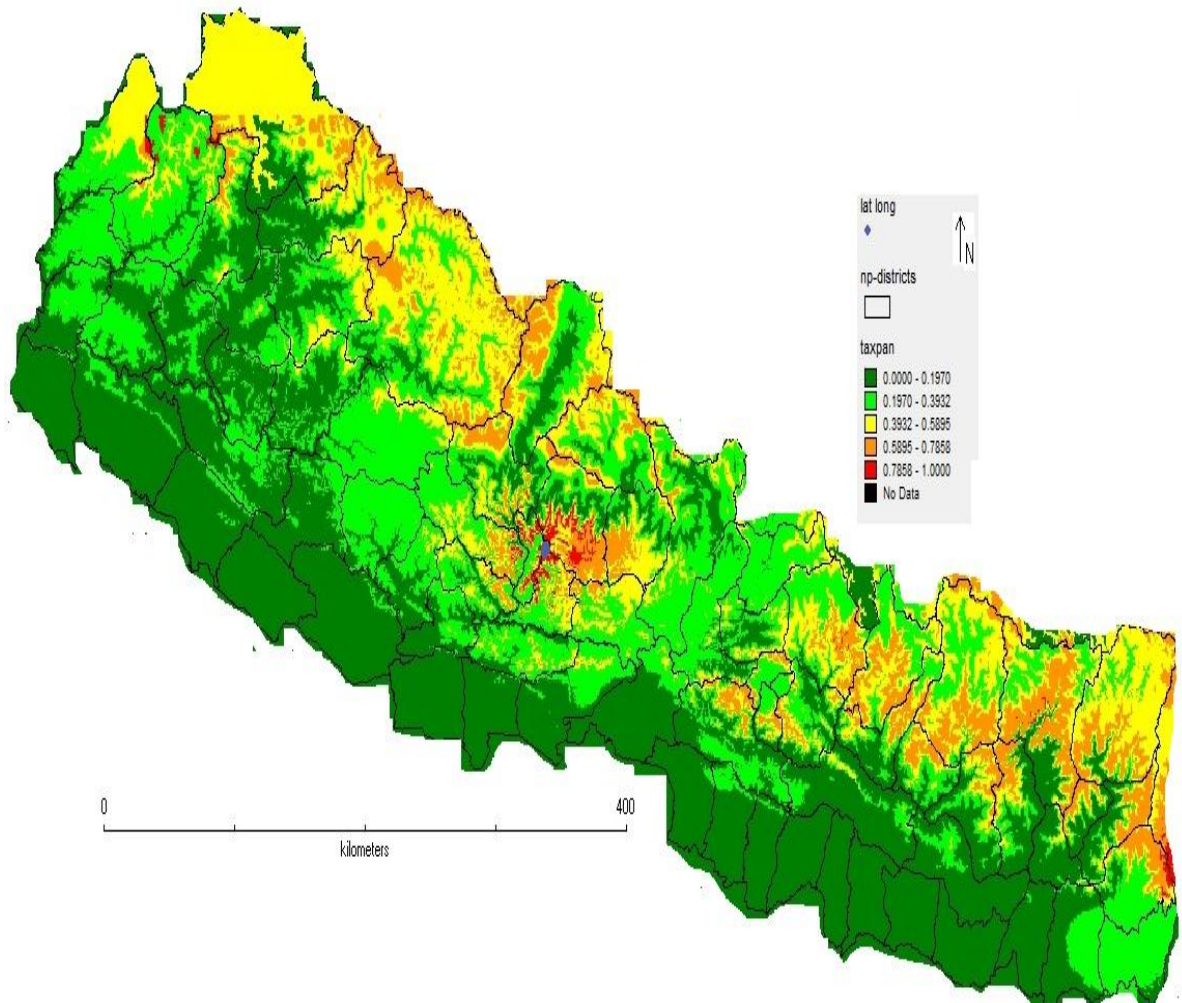 lat long
N
np-districts
taxpan
0.0000 - 0.1970
0.1970 - 0.3932
0.3932 - 0.5895
0.5895 - 0.7858
0.7858 - 1.0000
No Data
0 400
kilometers